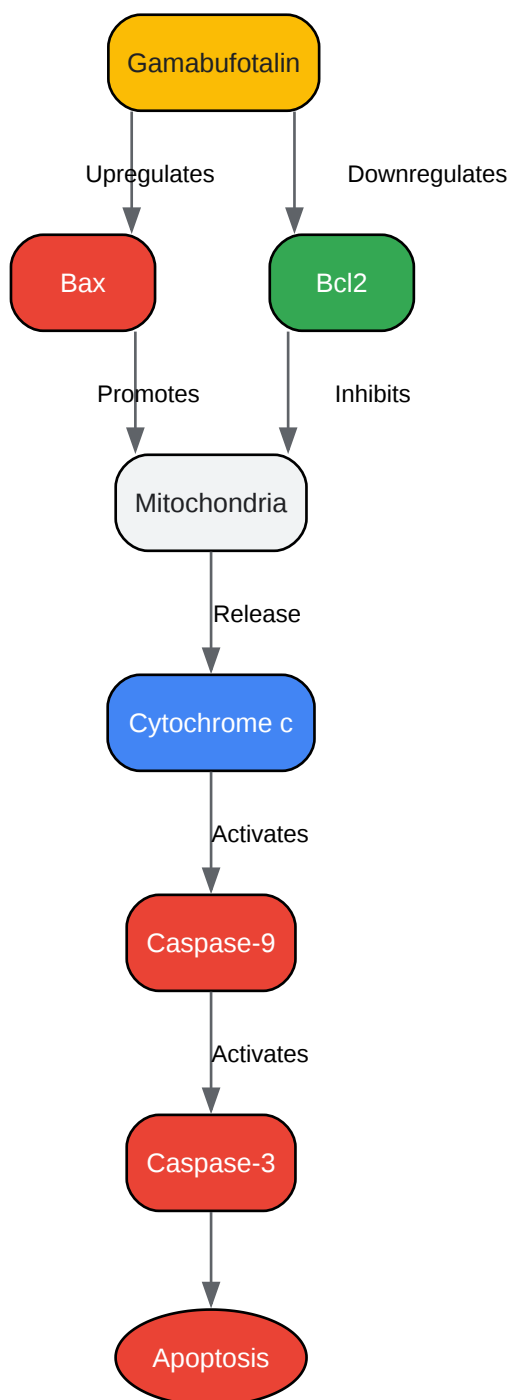 Gamabufotalin
Upregulates
Downregulates
Bax
Bcl2
Promotes
Inhibits
Mitochondria
Release
Cytochrome c
Activates
Caspase-9
Activates
Caspase-3
Apoptosis